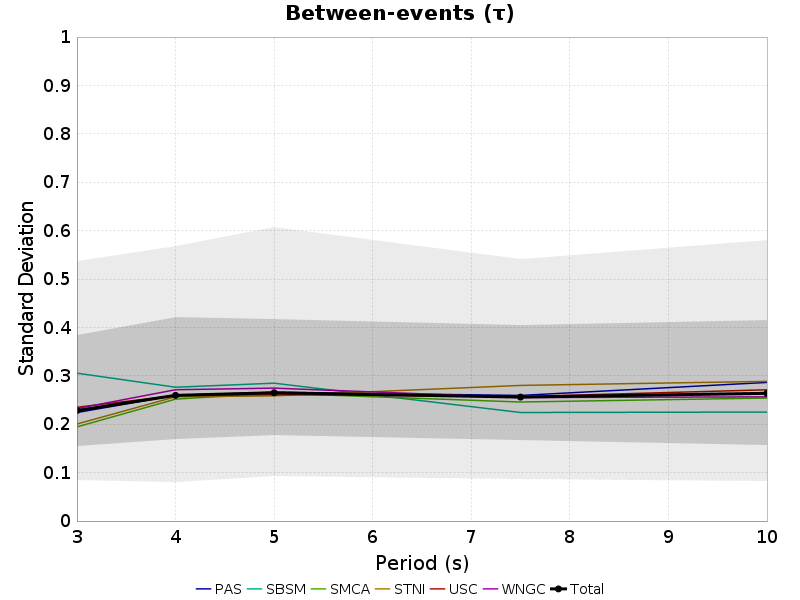 Between-events (τ)
1
0.9
0.8
0.7
0.6
0.5
0.4
0.3
0.2
0.1
0
Standard Deviation
3 4 5 6 7 8 9 10
Period (s)
PAS SBSM SMCA STNI USC WNGC Total